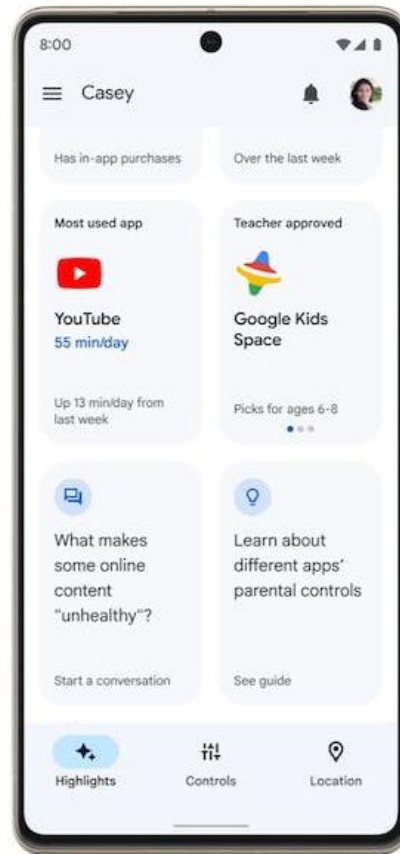 8:00
Casey
Has in-app purchases
Over the last week
Most used app
YouTube
55 min/day
Up 13 min/day from
last week
Teacher approved
Google Kids
Space
Picks for ages 6-8
What makes
some online
content
"unhealthy"?
Start a conversation
Learn about
different apps'
parental controls
See guide
Highlights
Controls
Location